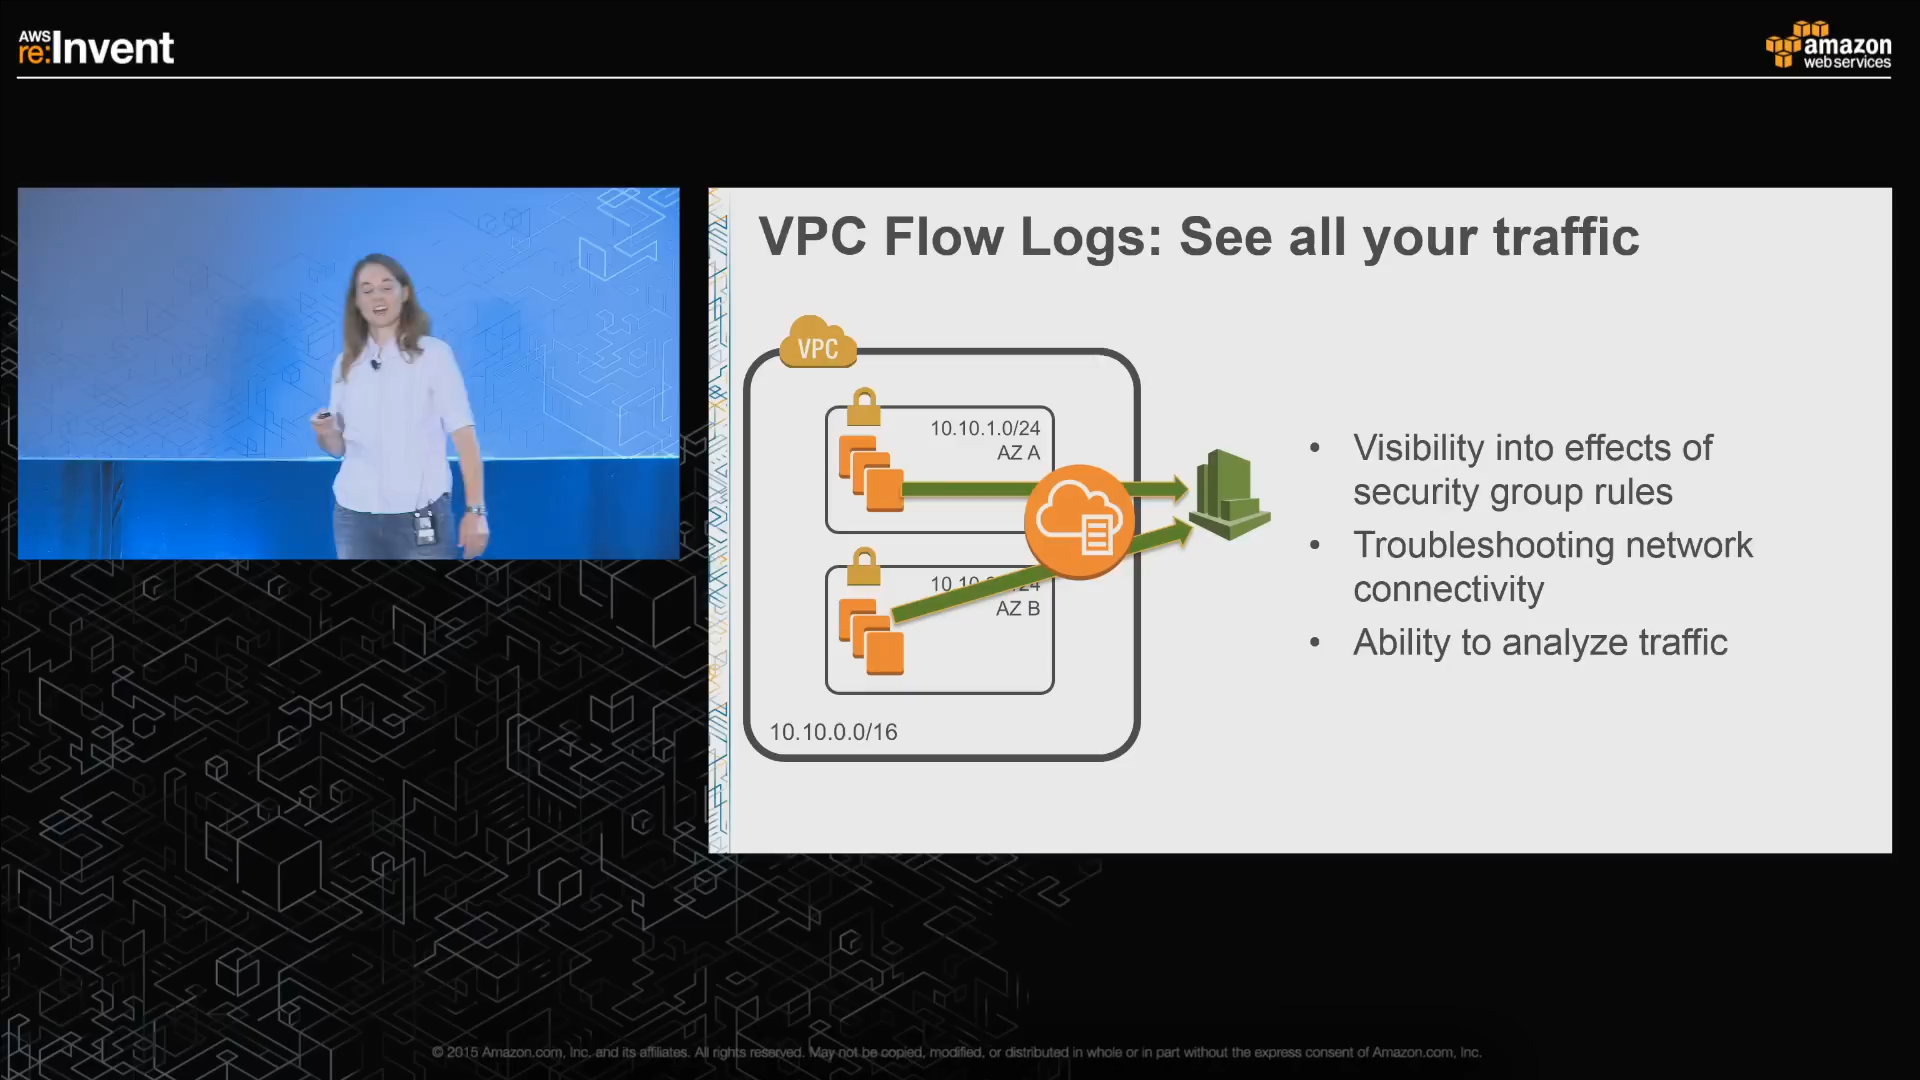 AWS
re:Invent
amazon
web services
VPC Flow Logs: See all your traffic
VPC
10.10.1.0/24
AZ A
AZ B
10.10.0.0/16
• Visibility into effects of
security group rules
• Troubleshooting network
connectivity
• Ability to analyze traffic
© 2015 Amazon.com, Inc. and its affiliates. All rights reserved. May not be copied, modified, or distributed in whole or in part without the express consent of Amazon.com, Inc.